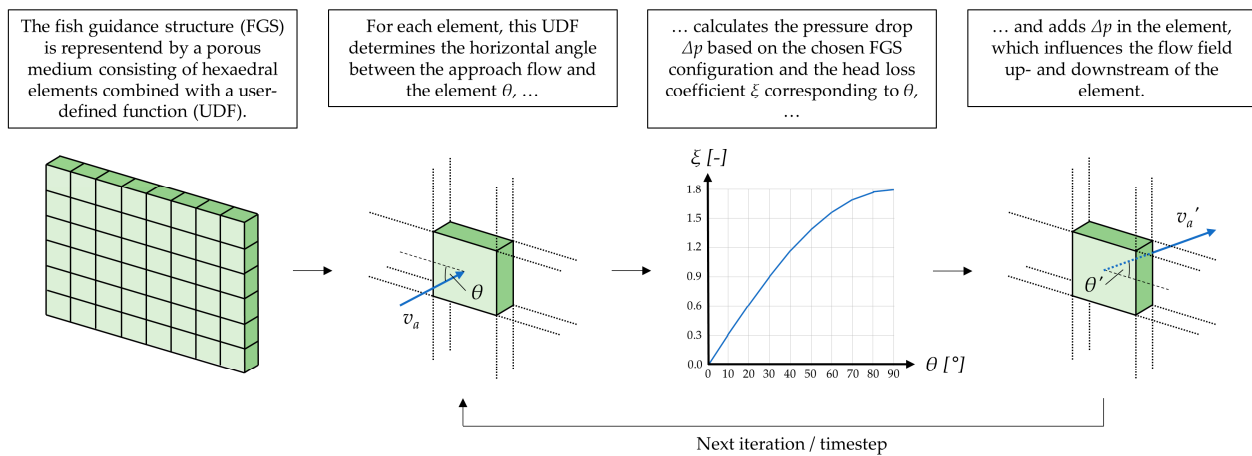 The fish guidance structure (FGS)
is representend by a porous
medium consisting of hexaedral
elements combined with a user-
defined function (UDF).
For each element, this UDF
determines the horizontal angle
between the approach flow and
the element θ, …
… calculates the pressure drop
Δp based on the chosen FGS
configuration and the head loss
coefficient ξ corresponding to θ,
…
… and adds Δp in the element,
which influences the flow field
up- and downstream of the
element.
θ
v_a
ξ [-]
1.8
1.5
1.2
0.9
0.6
0.3
0.0
0 10 20 30 40 50 60 70 80 90
θ [°]
v_a′
θ′
Next iteration / timestep